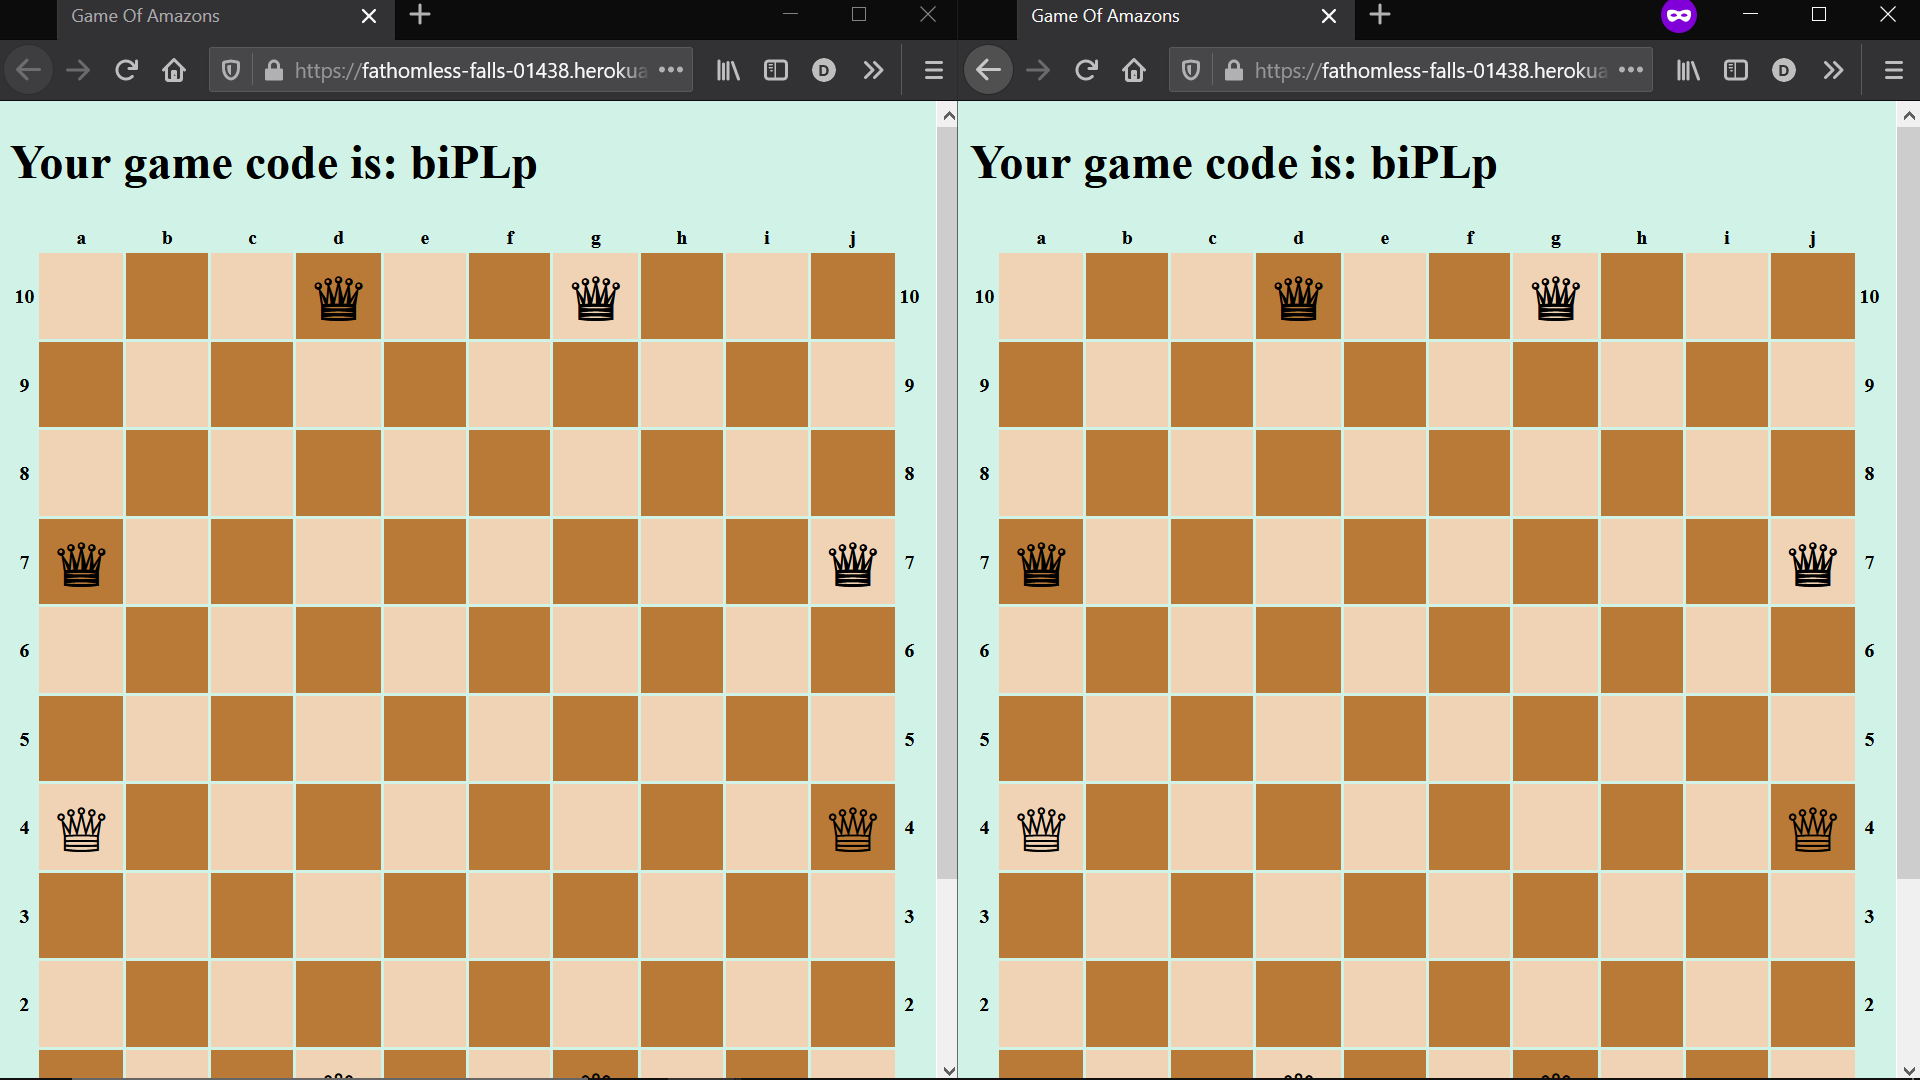 Game Of Amazons
https://fathomless-falls-01438.herokua
D
Your game code is: biPLp
a b c d e f g h i j
10 10
9 9
8 8
7 7
6 6
5 5
4 4
3 3
2 2
Game Of Amazons
https://fathomless-falls-01438.herokua
D
Your game code is: biPLp
a b c d e f g h i j
10 10
9 9
8 8
7 7
6 6
5 5
4 4
3 3
2 2